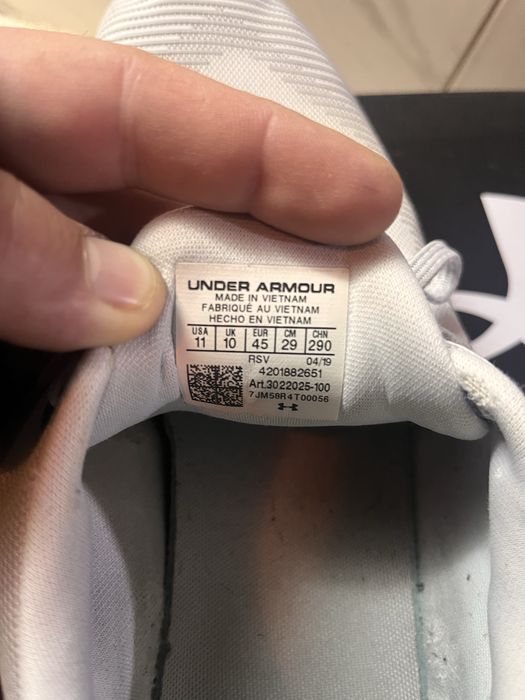 UNDER ARMOUR
MADE IN VIETNAM
FABRIQUÉ AU VIETNAM
HECHO EN VIETNAM
USA UK EUR CM CHN
11 10 45 29 290
RSV 04/19
4201882651
Art.3022025-100
7JM58R4T00056